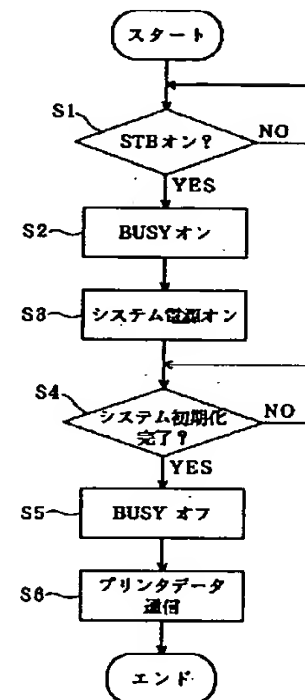 スタート
S1
STBオン?
NO
YES
S2
BUSYオン
S3
システム電源オン
S4
システム初期化
完了?
NO
YES
S5
BUSY オフ
S6
プリンタデータ
通信
エンド